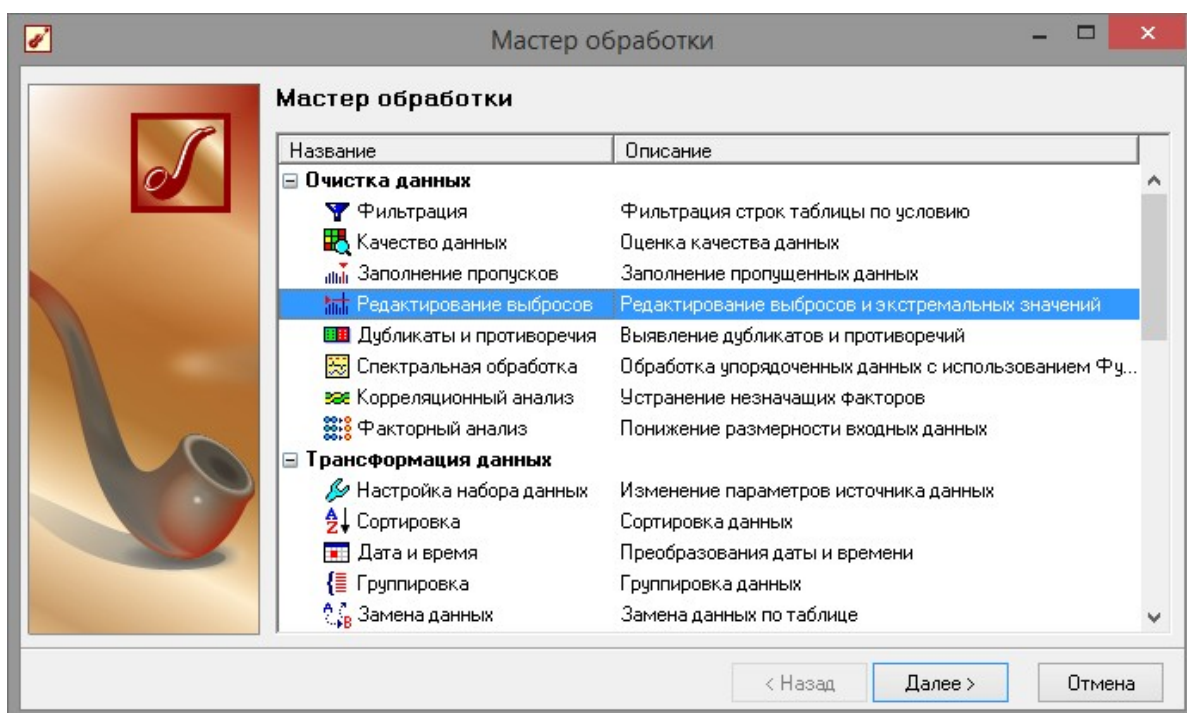 Мастер обработки
Мастер обработки
Название Описание
Очистка данных
Фильтрация Фильтрация строк таблицы по условию
Качество данных Оценка качества данных
Заполнение пропусков Заполнение пропущенных данных
Редактирование выбросов Редактирование выбросов и экстремальных значений
Дубликаты и противоречия Выявление дубликатов и противоречий
Спектральная обработка Обработка упорядоченных данных с использованием Фу...
Корреляционный анализ Устранение незначащих факторов
Факторный анализ Понижение размерности входных данных
Трансформация данных
Настройка набора данных Изменение параметров источника данных
Сортировка Сортировка данных
Дата и время Преобразования даты и времени
Группировка Группировка данных
Замена данных Замена данных по таблице
< Назад Далее > Отмена